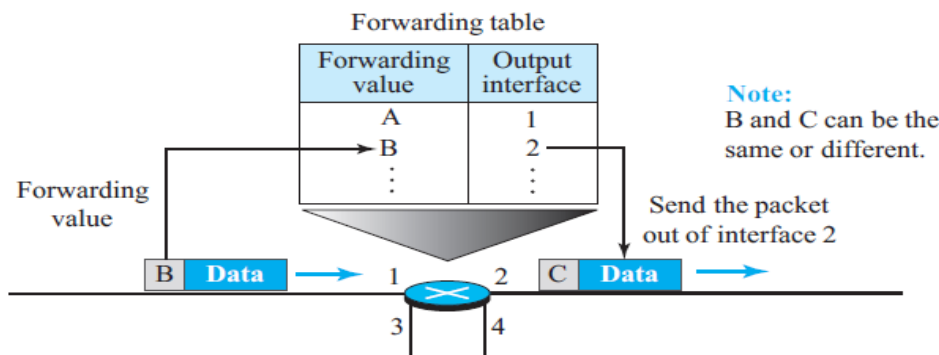 Forwarding table
Forwarding value
Output interface
A 1
B 2
⋮ ⋮
Note:
B and C can be the
same or different.
Forwarding
value
Send the packet
out of interface 2
B Data
1
2
C Data
3
4